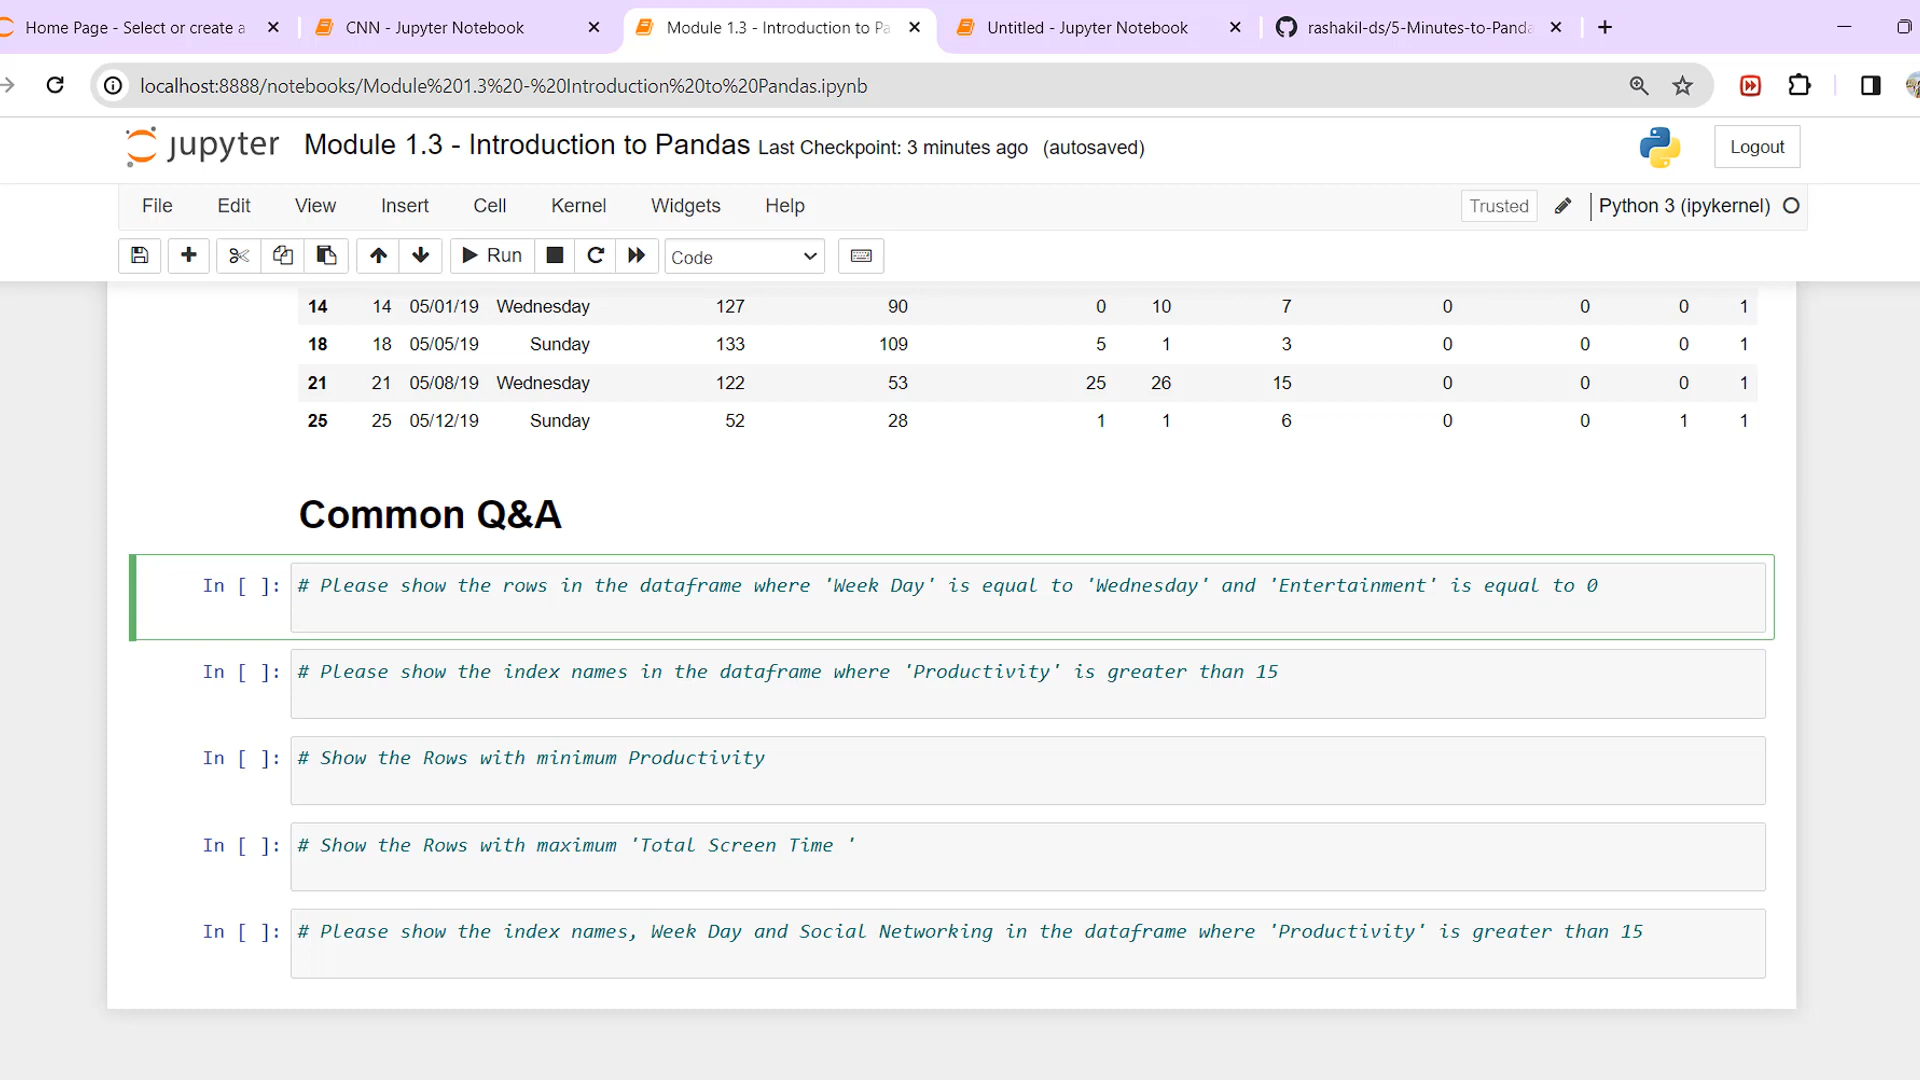 Home Page - Select or create a
CNN - Jupyter Notebook
Module 1.3 - Introduction to Pa
Untitled - Jupyter Notebook
rashakil-ds/5-Minutes-to-Panda
localhost:8888/notebooks/Module%201.3%20-%20Introduction%20to%20Pandas.ipynb
jupyter Module 1.3 - Introduction to Pandas Last Checkpoint: 3 minutes ago (autosaved)
Logout
File Edit View Insert Cell Kernel Widgets Help
Trusted
Python 3 (ipykernel)
Run
Code
14 14 05/01/19 Wednesday 127 90 0 10 7 0 0 0 1
18 18 05/05/19 Sunday 133 109 5 1 3 0 0 0 1
21 21 05/08/19 Wednesday 122 53 25 26 15 0 0 0 1
25 25 05/12/19 Sunday 52 28 1 1 6 0 0 1 1
Common Q&A
In [ ]: # Please show the rows in the dataframe where 'Week Day' is equal to 'Wednesday' and 'Entertainment' is equal to 0
In [ ]: # Please show the index names in the dataframe where 'Productivity' is greater than 15
In [ ]: # Show the Rows with minimum Productivity
In [ ]: # Show the Rows with maximum 'Total Screen Time '
In [ ]: # Please show the index names, Week Day and Social Networking in the dataframe where 'Productivity' is greater than 15